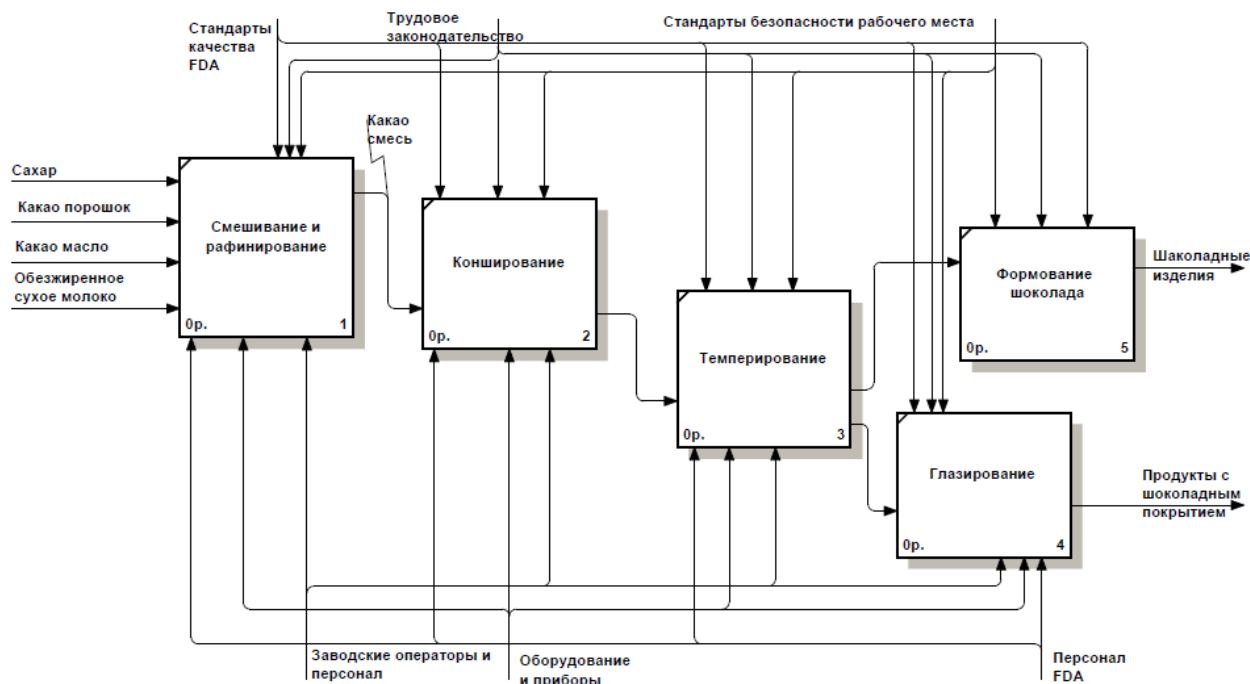 Стандарты
качества
FDA
Трудовое
законодательство
Стандарты безопасности рабочего места
Какао
смесь
Сахар
Какао порошок
Какао масло
Обезжиренное
сухое молоко
Смешивание и
рафинирование
0р.
1
Конширование
0р.
2
Темперирование
0р.
3
Формование
шоколада
0р.
5
Шаколадные
изделия
Глазирование
0р.
4
Продукты с
шоколадным
покрытием
Заводские операторы и
персонал
Оборудование
и приборы
Персонал
FDA